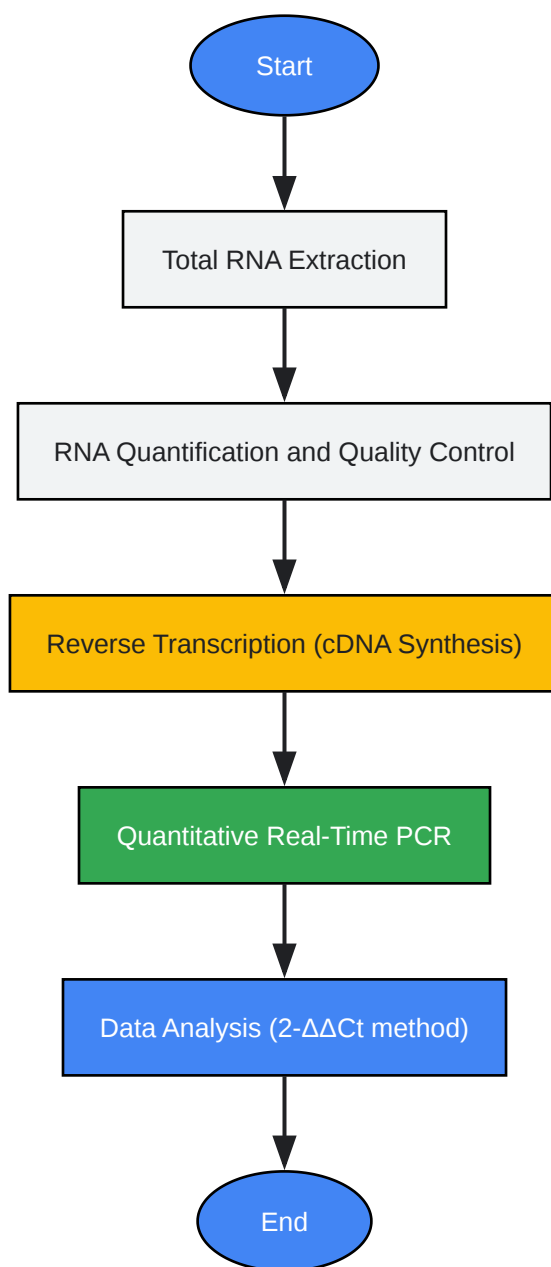 Start
Total RNA Extraction
RNA Quantification and Quality Control
Reverse Transcription (cDNA Synthesis)
Quantitative Real-Time PCR
Data Analysis (2-ΔΔCt method)
End